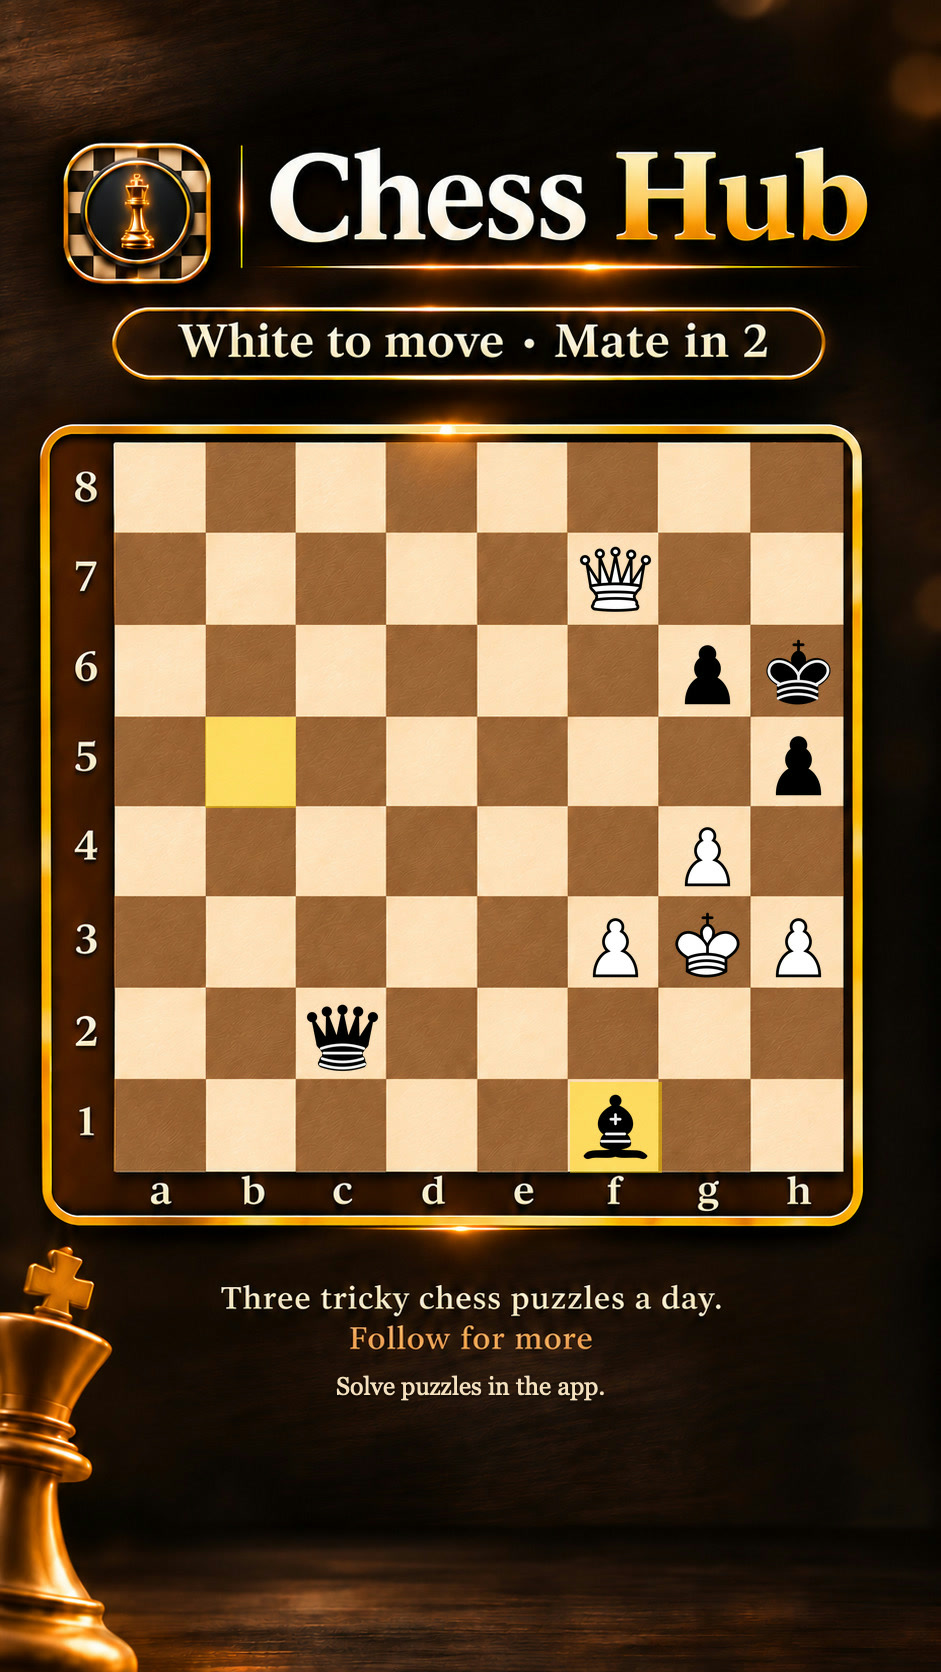 Chess Hub
White to move • Mate in 2
8
7
6
5
4
3
2
1
a b c d e f g h
Three tricky chess puzzles a day.
Follow for more
Solve puzzles in the app.